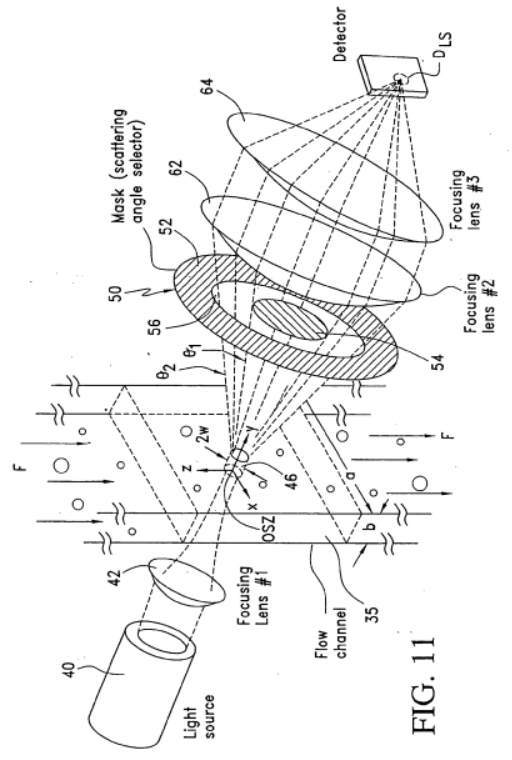 Light
source
40
42
Focusing
Lens #1
Flow
channel
35
F
F
z
x
y
2w
OSZ
46
a
b
θ2
θ1
50
52
56
54
Mask (scattering
angle selector)
62
64
Focusing
lens #2
Focusing
lens #3
Detector
DLS
FIG. 11